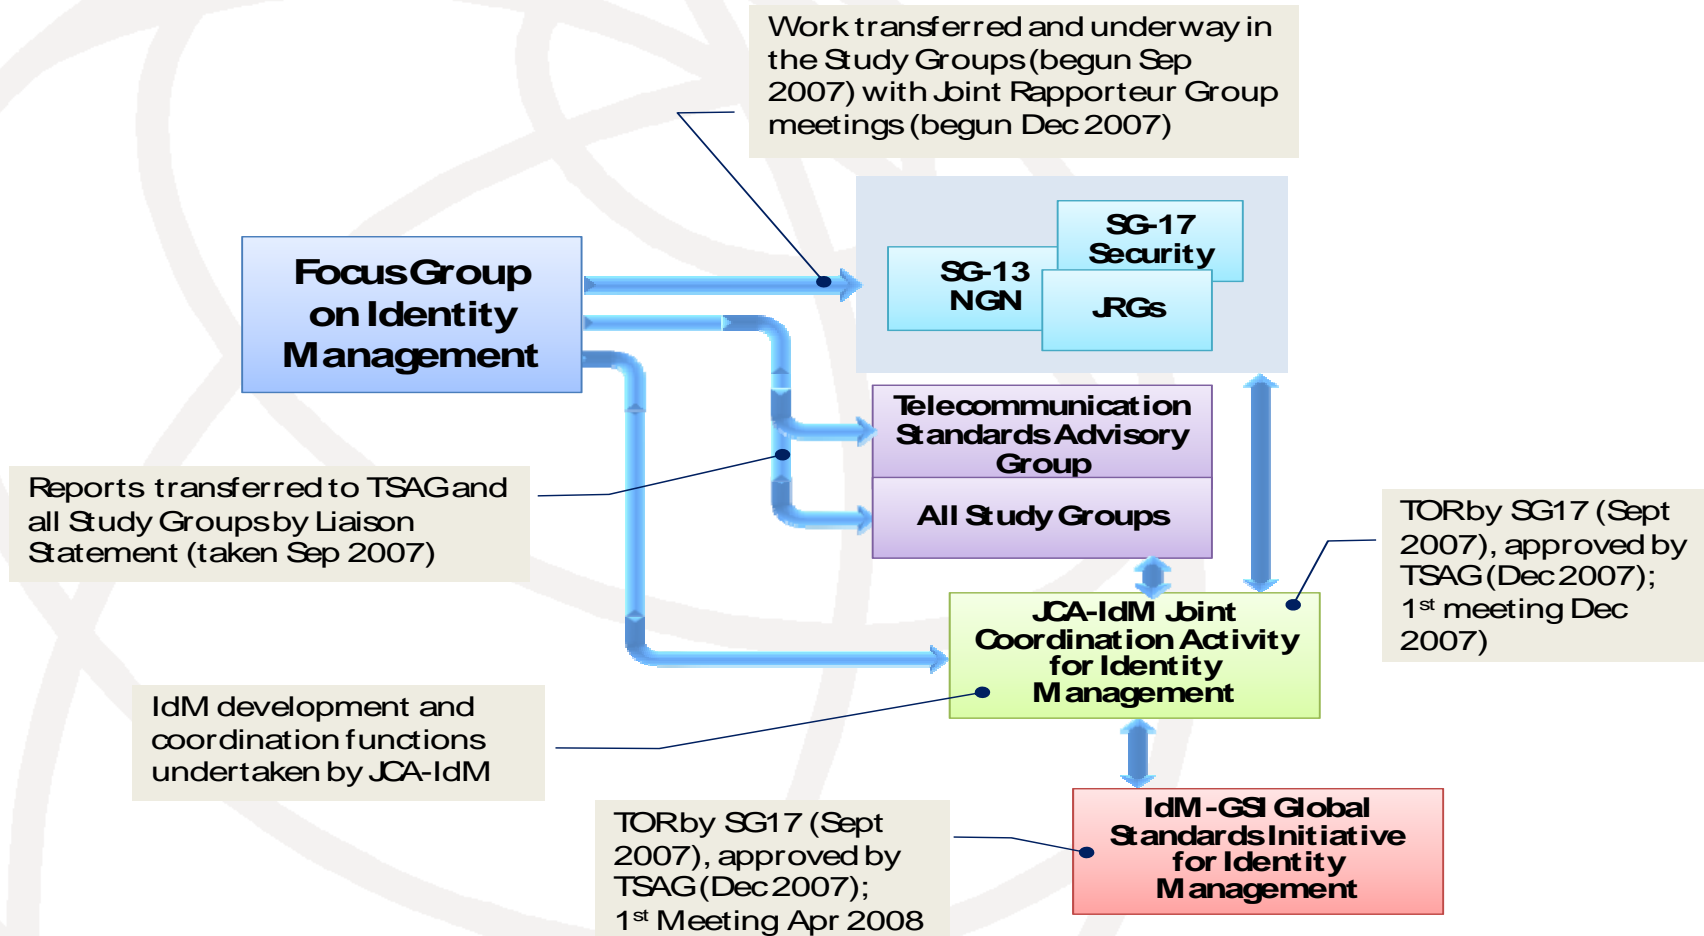 Work transferred and underway in
the Study Groups (begun Sep
2007) with Joint Rapporteur Group
meetings (begun Dec 2007)
Focus Group
on Identity
Management
SG-17
Security
SG-13
NGN
JRGs
Telecommunication
Standards Advisory
Group
All Study Groups
Reports transferred to TSAG and
all Study Groups by Liaison
Statement (taken Sep 2007)
TOR by SG17 (Sept
2007), approved by
TSAG (Dec 2007);
1st meeting Dec
2007)
JCA-IdM Joint
Coordination Activity
for Identity
Management
IdM development and
coordination functions
undertaken by JCA-IdM
TOR by SG17 (Sept
2007), approved by
TSAG (Dec 2007);
1st Meeting Apr 2008
IdM-GSI Global
Standards Initiative
for Identity
Management